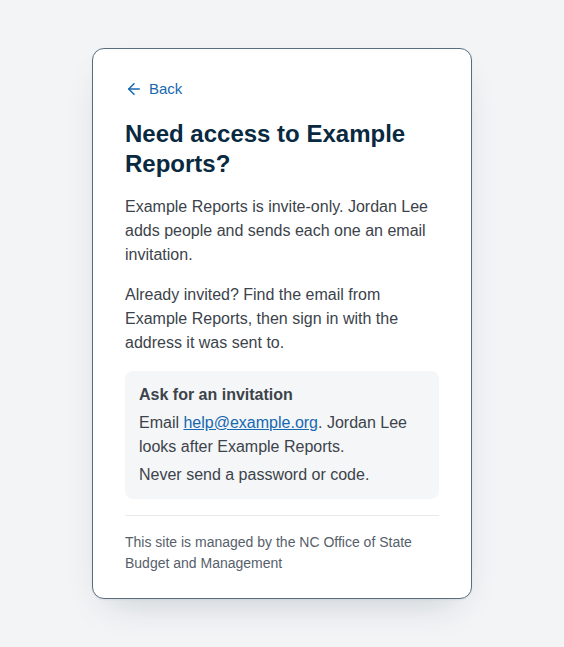 Back
Need access to Example
Reports?
Example Reports is invite-only. Jordan Lee
adds people and sends each one an email
invitation.
Already invited? Find the email from
Example Reports, then sign in with the
address it was sent to.
Ask for an invitation
Email help@example.org. Jordan Lee
looks after Example Reports.
Never send a password or code.
This site is managed by the NC Office of State
Budget and Management